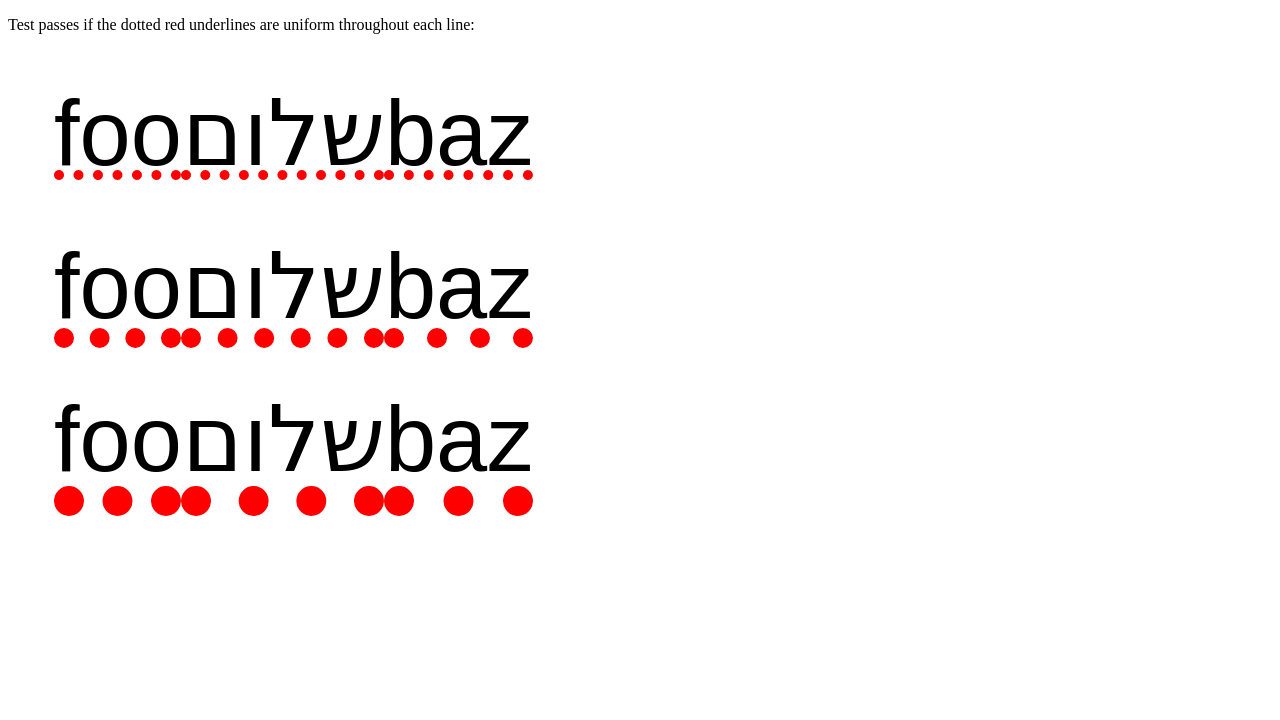 Test passes if the dotted red underlines are uniform throughout each line:
fooשלוםbaz
fooשלוםbaz
fooשלוםbaz